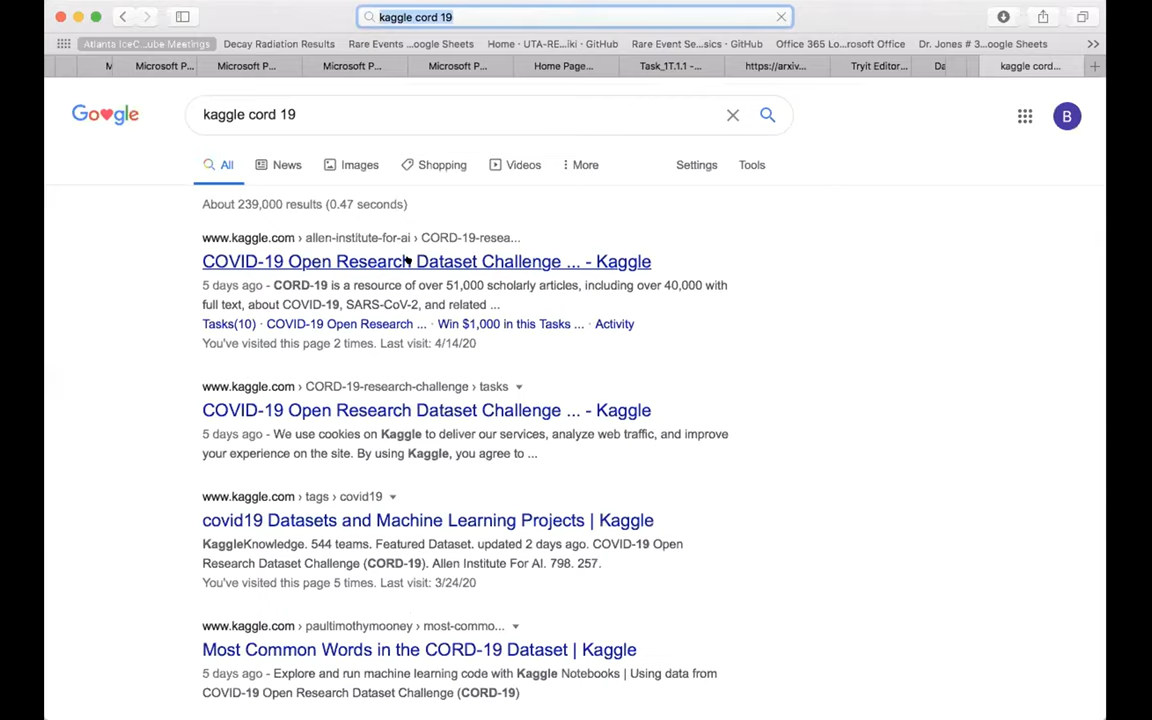 kaggle cord 19
Atlanta IceC...ube Meetings
Decay Radiation Results
Rare Events ...oogle Sheets
Home · UTA-RE...iki · GitHub
Rare Event Se...sics · GitHub
Office 365 Lo...rosoft Office
Dr. Jones # 3...oogle Sheets
M
Microsoft P...
Microsoft P...
Microsoft P...
Microsoft P...
Home Page...
Task_1T.1.1 -...
https://arxiv...
Tryit Editor...
Da
kaggle cord...
Google
kaggle cord 19
B
All
News
Images
Shopping
Videos
More
Settings
Tools
About 239,000 results (0.47 seconds)
www.kaggle.com › allen-institute-for-ai › CORD-19-resea...
COVID-19 Open Research Dataset Challenge ... - Kaggle
5 days ago - CORD-19 is a resource of over 51,000 scholarly articles, including over 40,000 with
full text, about COVID-19, SARS-CoV-2, and related ...
Tasks(10) · COVID-19 Open Research ... · Win $1,000 in this Tasks ... · Activity
You've visited this page 2 times. Last visit: 4/14/20
www.kaggle.com › CORD-19-research-challenge › tasks
COVID-19 Open Research Dataset Challenge ... - Kaggle
5 days ago - We use cookies on Kaggle to deliver our services, analyze web traffic, and improve
your experience on the site. By using Kaggle, you agree to ...
www.kaggle.com › tags › covid19
covid19 Datasets and Machine Learning Projects | Kaggle
KaggleKnowledge. 544 teams. Featured Dataset. updated 2 days ago. COVID-19 Open
Research Dataset Challenge (CORD-19). Allen Institute For AI. 798. 257.
You've visited this page 5 times. Last visit: 3/24/20
www.kaggle.com › paultimothymooney › most-commo...
Most Common Words in the CORD-19 Dataset | Kaggle
5 days ago - Explore and run machine learning code with Kaggle Notebooks | Using data from
COVID-19 Open Research Dataset Challenge (CORD-19)